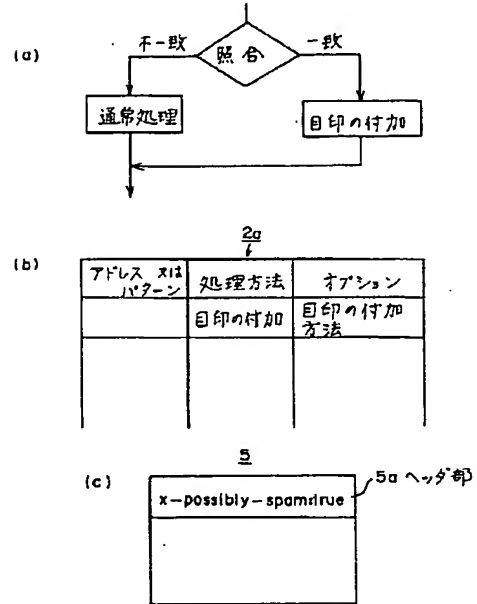 (a)
不一致
照合
一致
通常処理
目印の付加
(b)
2a
アドレス 又は
パターン
処理方法
オプション
目印の付加
目印の付加
方法
(c)
5
5a ヘッダ部
x-possibly-spam:true